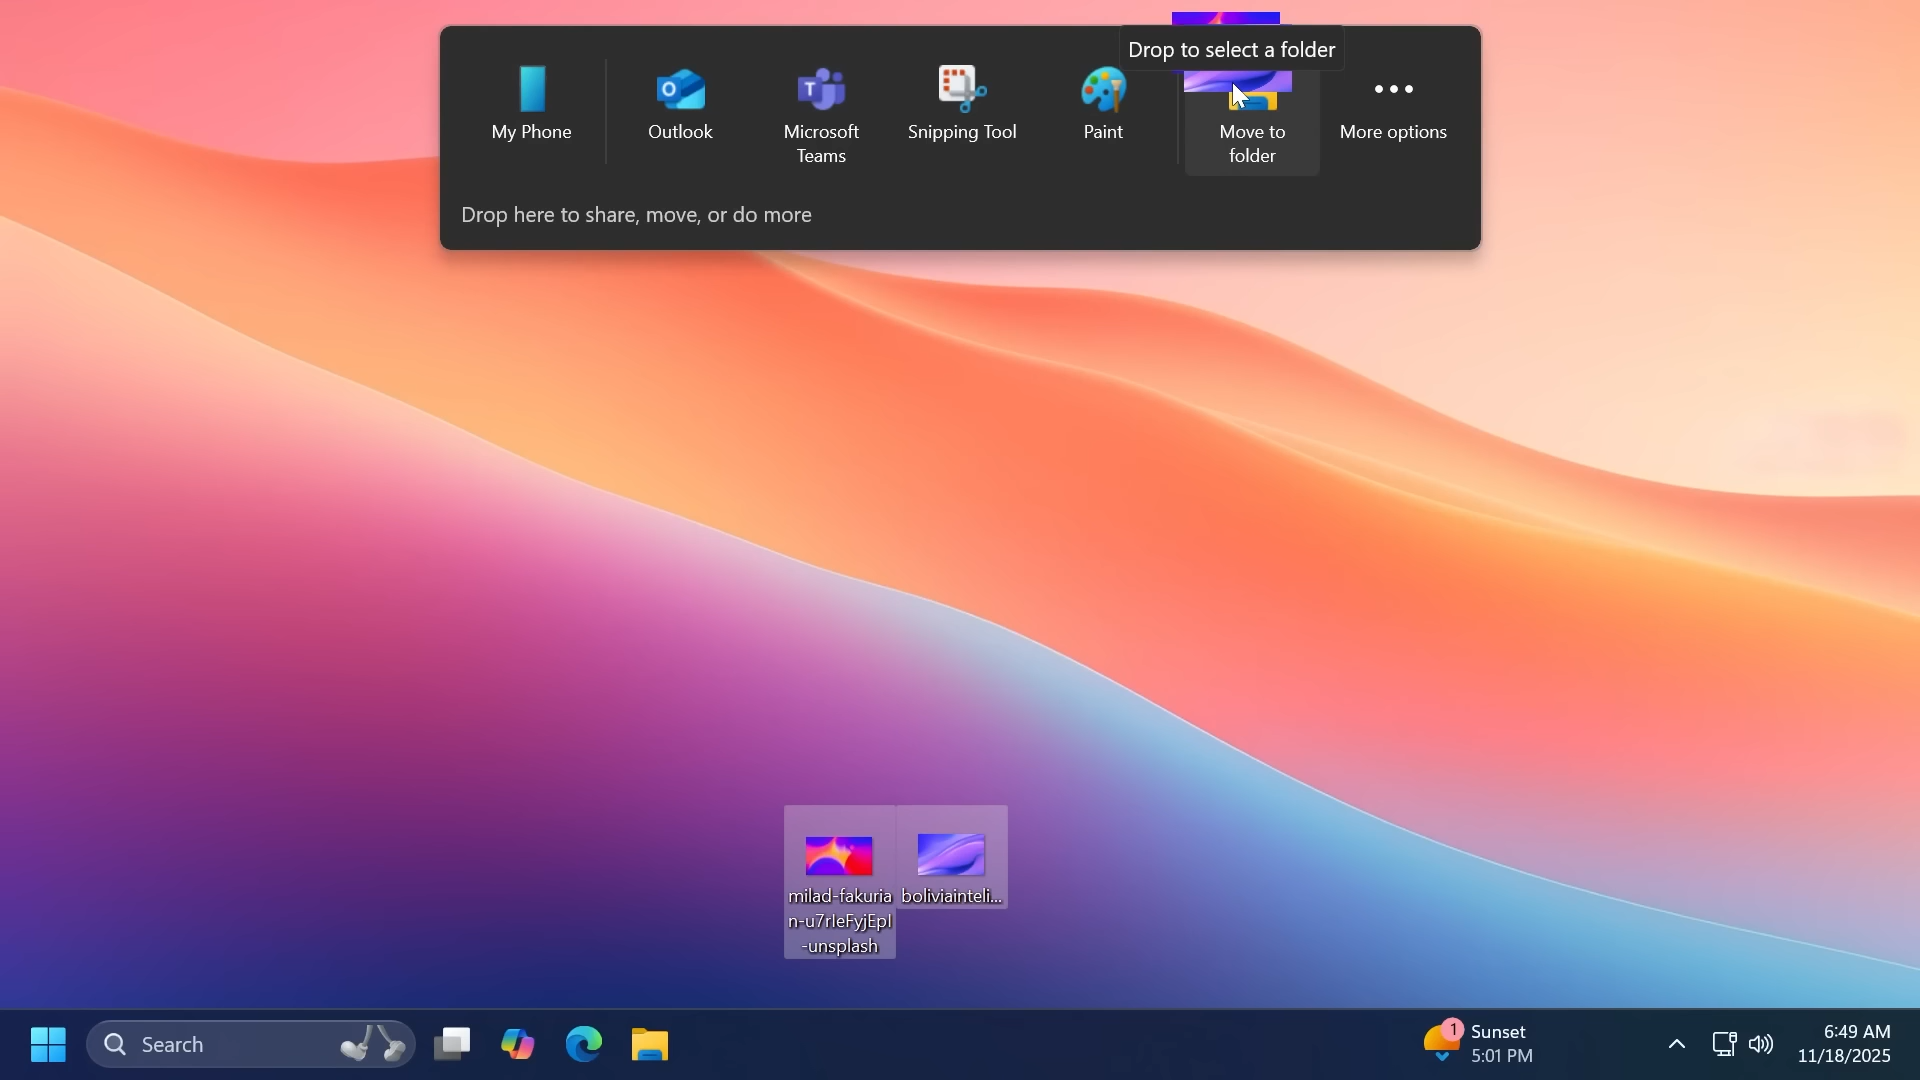 Drop to select a folder
My Phone
Outlook
Microsoft
Teams
Snipping Tool
Paint
Move to
folder
More options
Drop here to share, move, or do more
milad-fakuria
n-u7rIeFyjEpI
-unsplash
boliviainteli...
Search
1
Sunset
5:01 PM
6:49 AM
11/18/2025